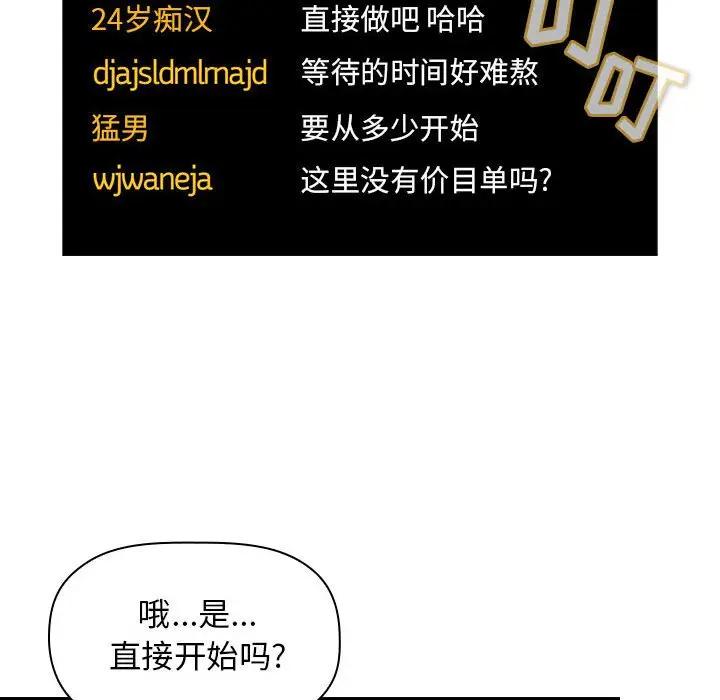 24岁痴汉 直接做吧 哈哈
叮
叮
djajsldmlmajd 等待的时间好难熬
猛男 要从多少开始
wjwaneja 这里没有价目单吗?
哦...是...
直接开始吗?